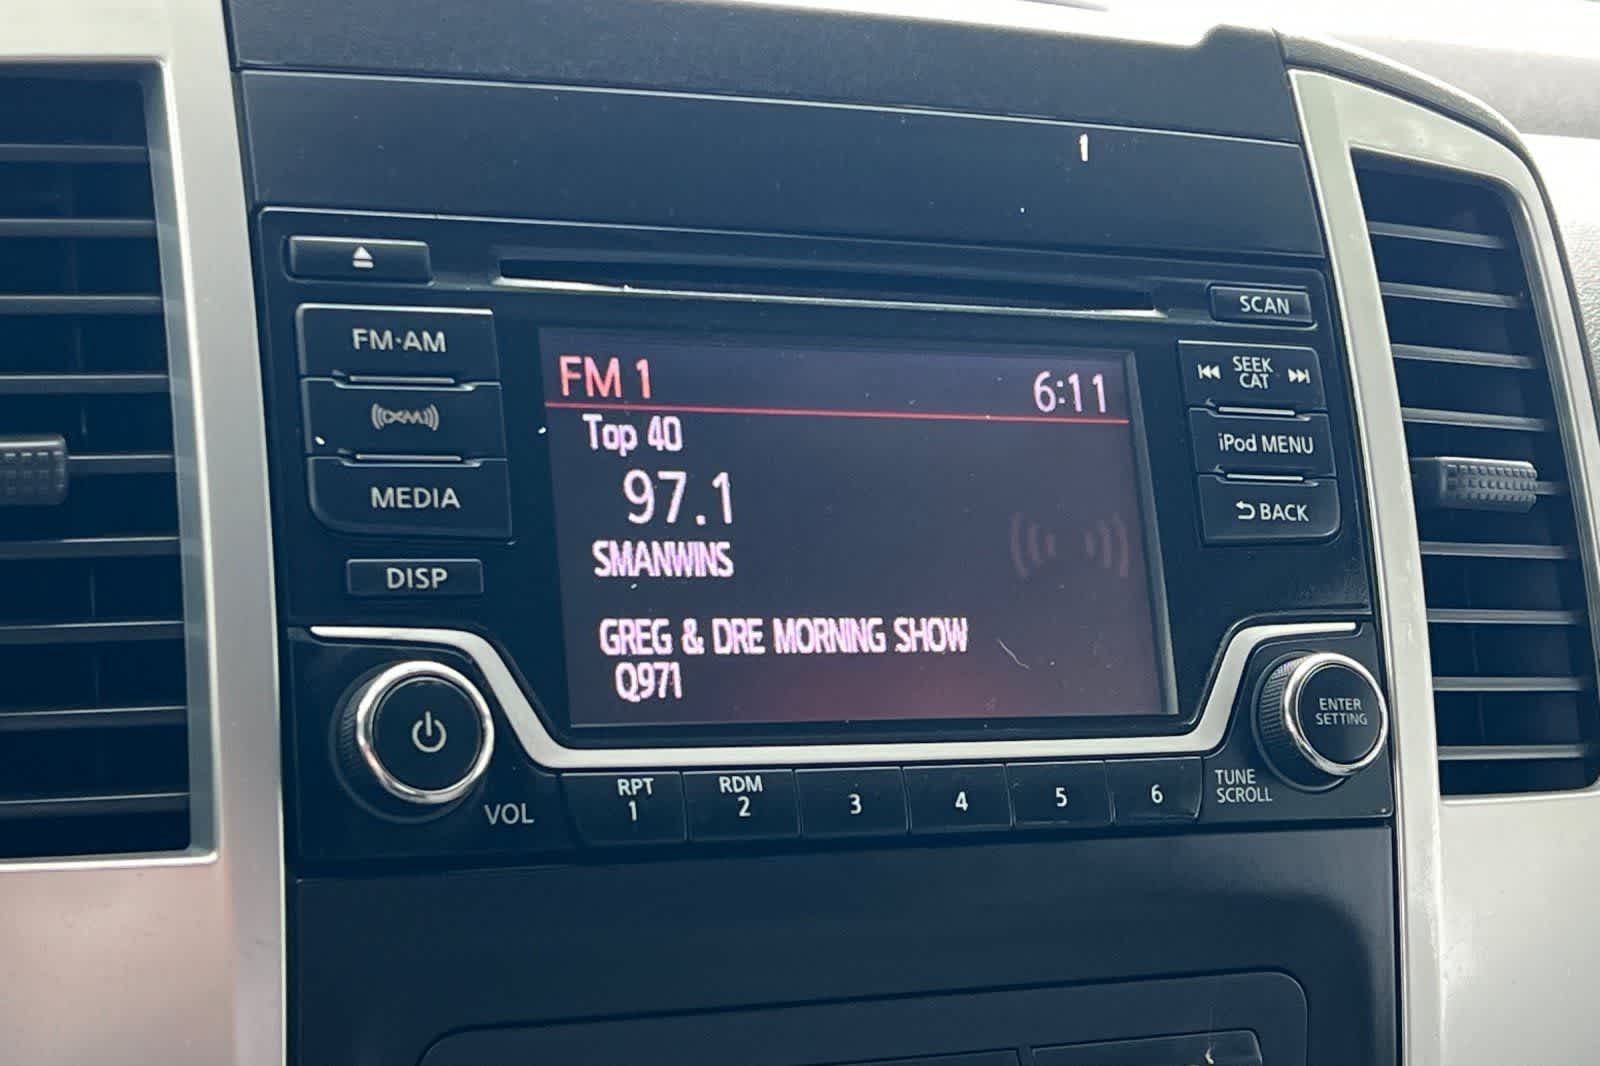 SCAN
FM·AM
SEEK
CAT
XM
iPod MENU
MEDIA
BACK
DISP
FM 1 6:11
Top 40
97.1
SMANWINS
GREG & DRE MORNING SHOW
Q971
VOL
RPT
1
RDM
2
3
4
5
6
TUNE
SCROLL
ENTER
SETTING